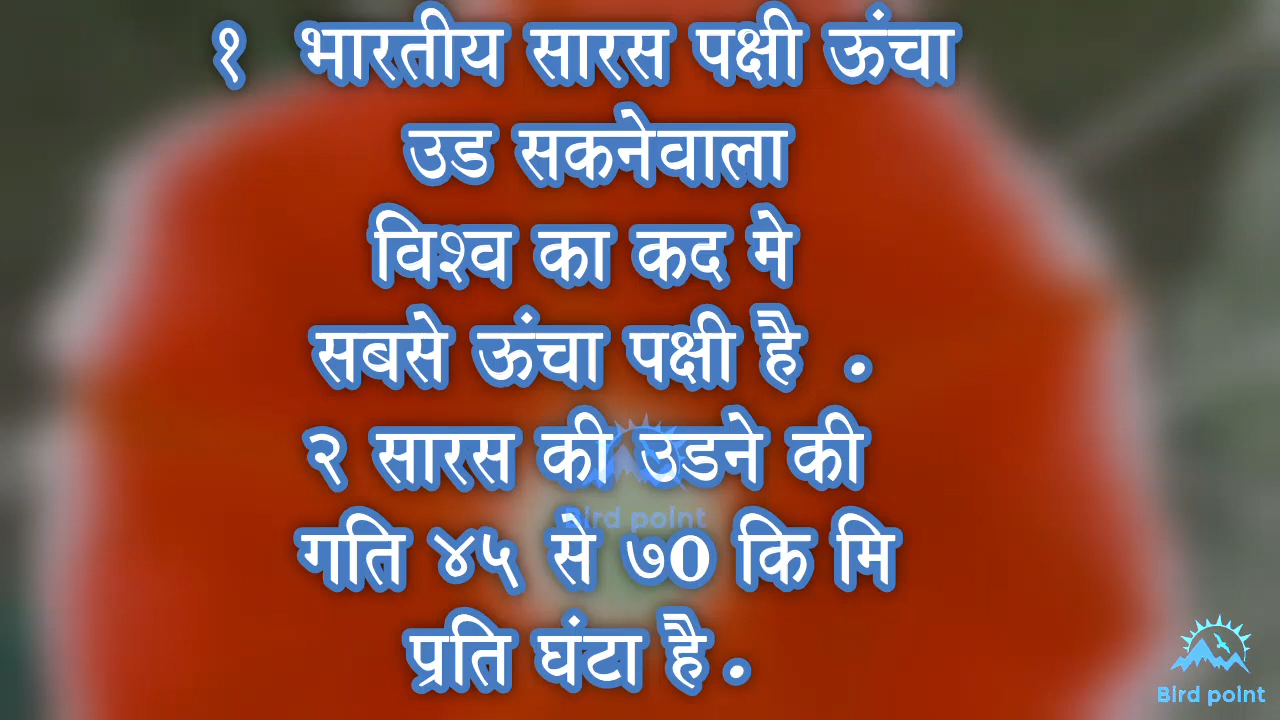 १ भारतीय सारस पक्षी ऊंचा
उड सकनेवाला
विश्व का कद मे
सबसे ऊंचा पक्षी है .
२ सारस की उडने की
Bird point
गति ४५ से ७0 कि मि
प्रति घंटा है.
Bird point